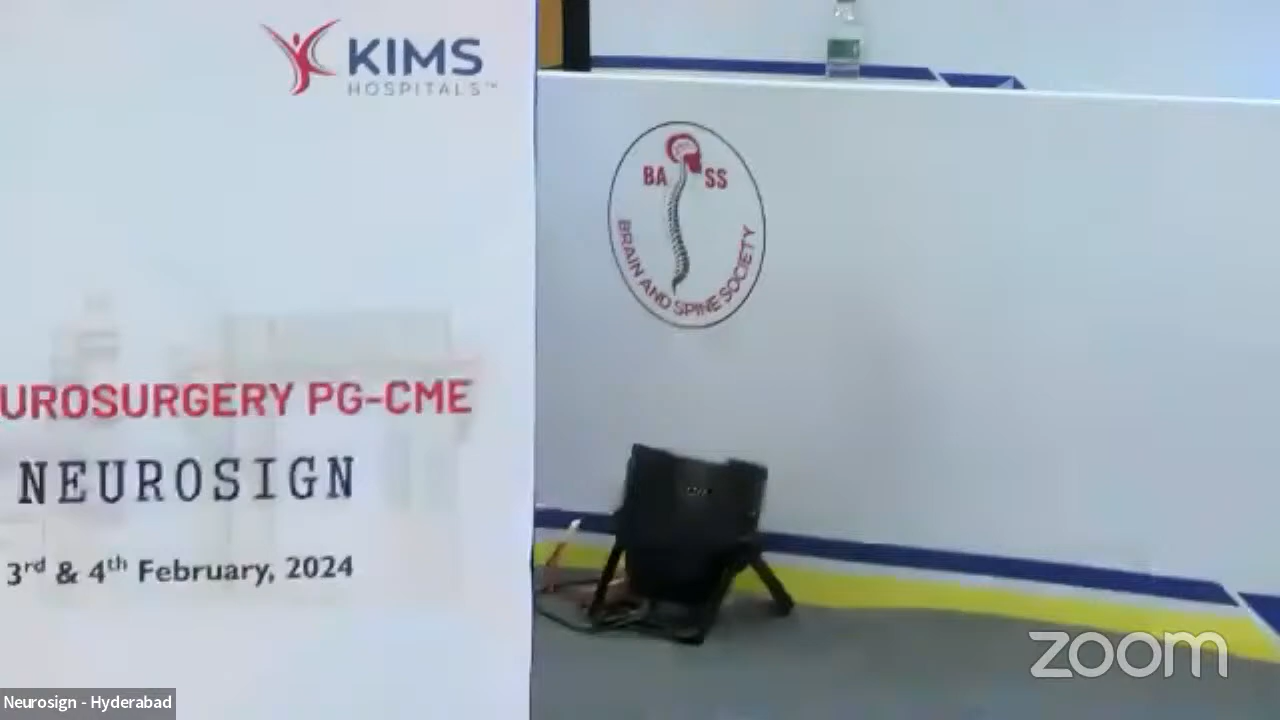 KIMS
HOSPITALS™
UROSURGERY PG-CME
NEUROSIGN
3rd & 4th February, 2024
BA SS
BRAIN AND SPINE SOCIETY
zoom
Neurosign - Hyderabad